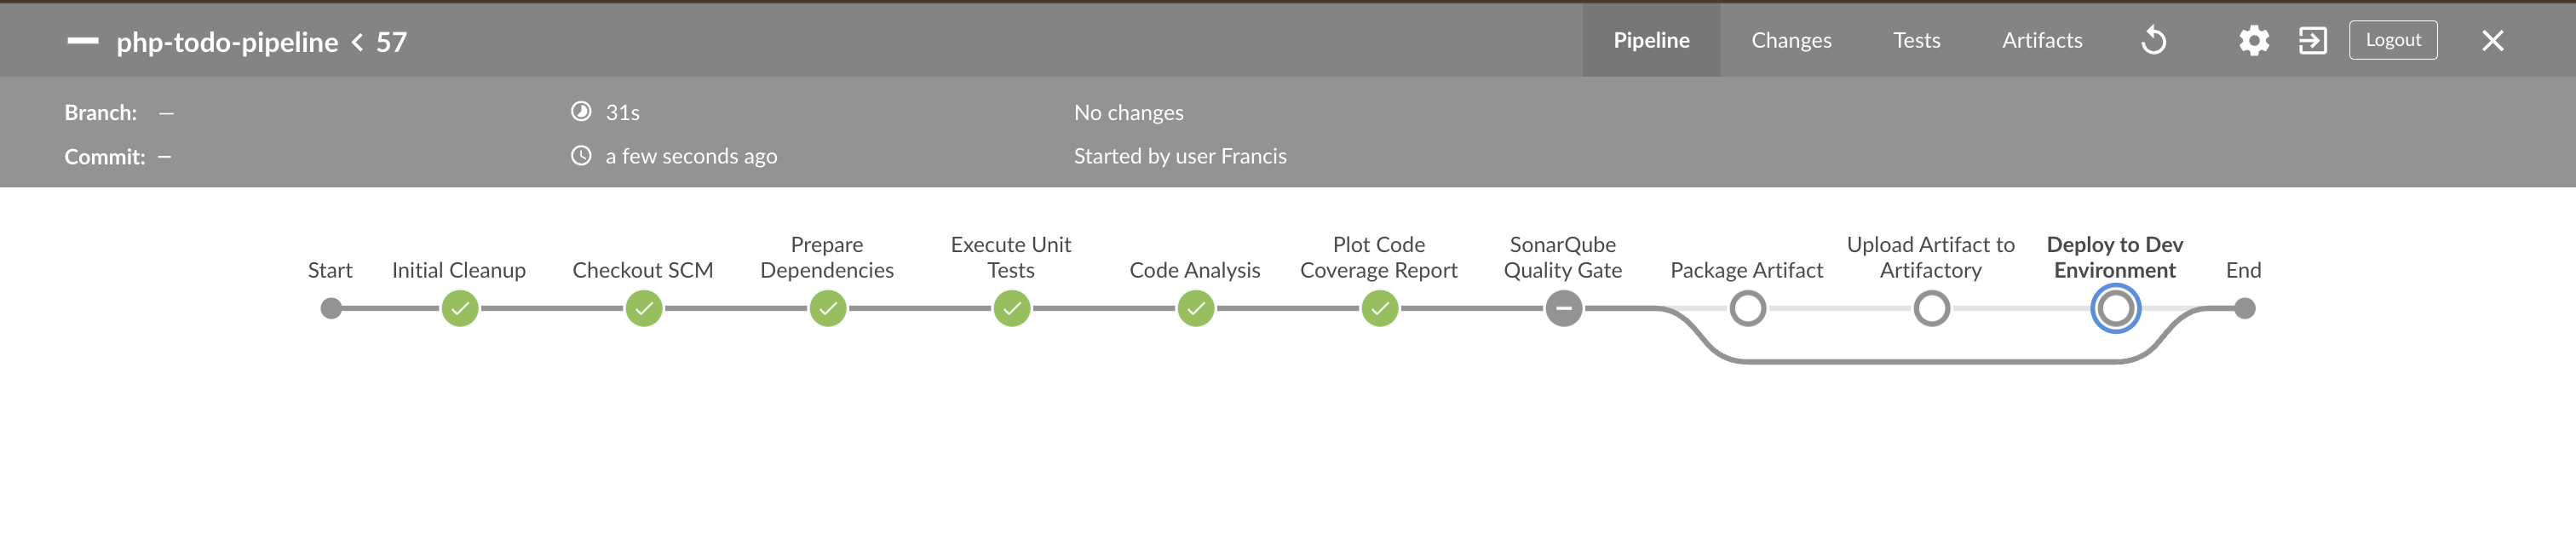 php-todo-pipeline < 57
Pipeline
Changes
Tests
Artifacts
Logout
Branch: —
31s
No changes
Commit: —
a few seconds ago
Started by user Francis
Start
Initial Cleanup
Checkout SCM
Prepare
Dependencies
Execute Unit
Tests
Code Analysis
Plot Code
Coverage Report
SonarQube
Quality Gate
Package Artifact
Upload Artifact to
Artifactory
Deploy to Dev
Environment
End